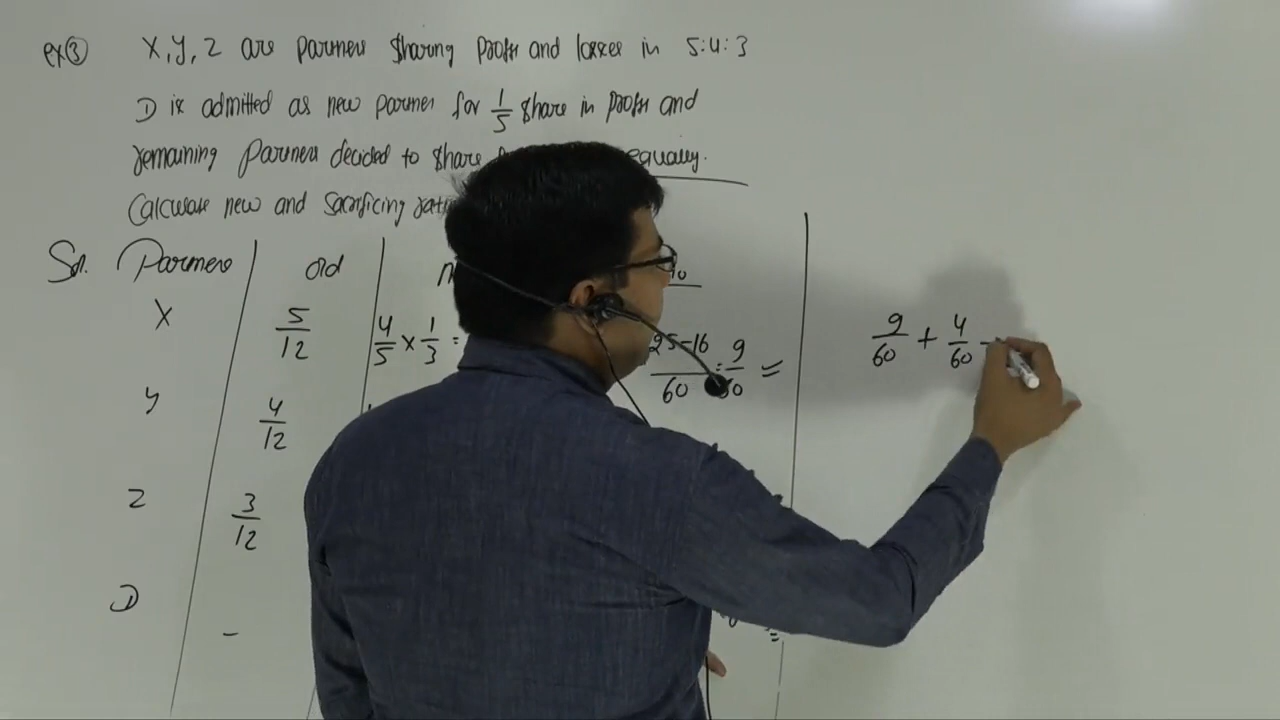 ex③ X, Y, Z are Partners sharing profit and losses in 5:4:3
D is admitted as new partner for 1/5 share in profit and
remaining Partners decided to share equally.
Calculate new and sacrificing ratio
Sol. Partners old
X 5/12 4/5 × 1/3 = 25-16/60 = 9/60 = 9/60 + 4/60
Y 4/12
Z 3/12
D -